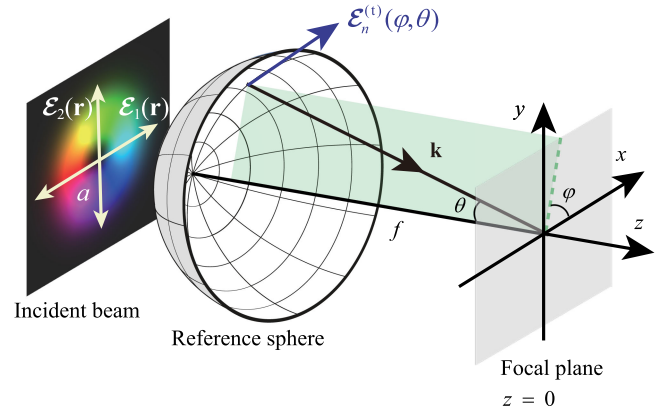 𝓔ₙ⁽ᵗ⁾(φ,θ)
𝓔₂(r) 𝓔₁(r)
a
y
k
x
θ
φ
f
z
Incident beam
Reference sphere
Focal plane
z = 0